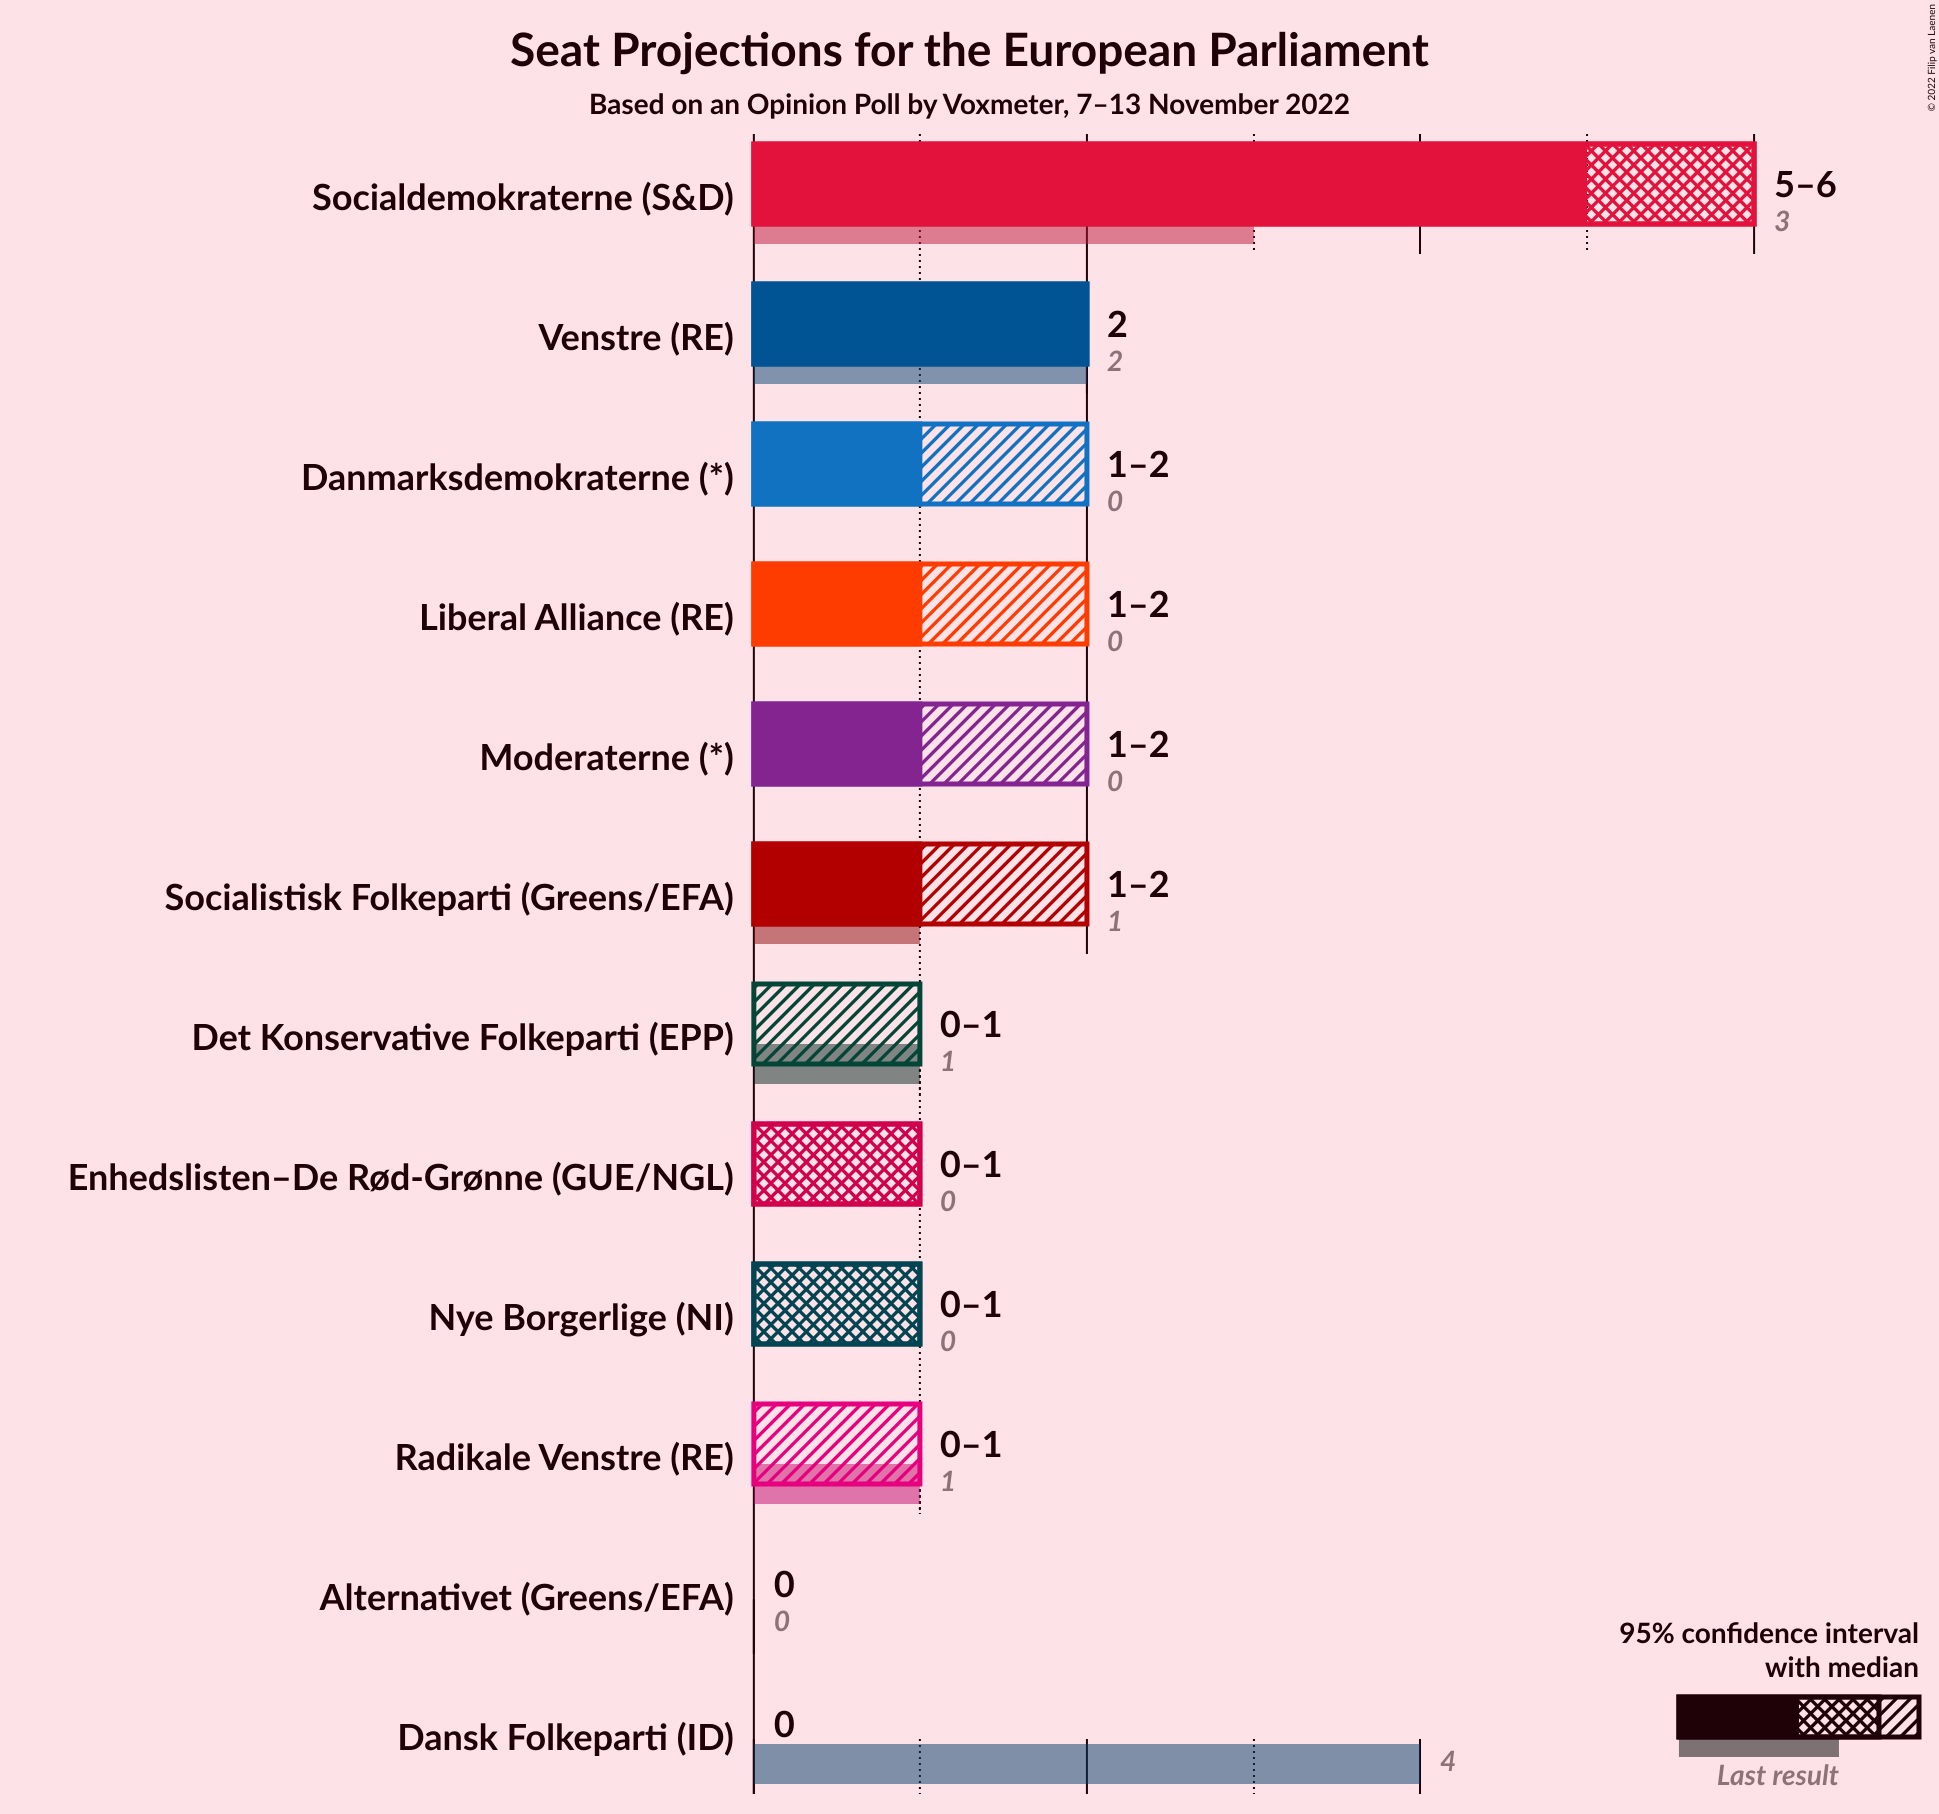 Seat Projections for the European Parliament
Based on an Opinion Poll by Voxmeter, 7–13 November 2022
© 2022 Filip van Laenen
Socialdemokraterne (S&D)
5–6
3
Venstre (RE)
2
2
Danmarksdemokraterne (*)
1–2
0
Liberal Alliance (RE)
1–2
0
Moderaterne (*)
1–2
0
Socialistisk Folkeparti (Greens/EFA)
1–2
1
Det Konservative Folkeparti (EPP)
0–1
1
Enhedslisten–De Rød-Grønne (GUE/NGL)
0–1
0
Nye Borgerlige (NI)
0–1
0
Radikale Venstre (RE)
0–1
1
Alternativet (Greens/EFA)
0
0
Dansk Folkeparti (ID)
0
4
95% confidence interval
with median
Last result